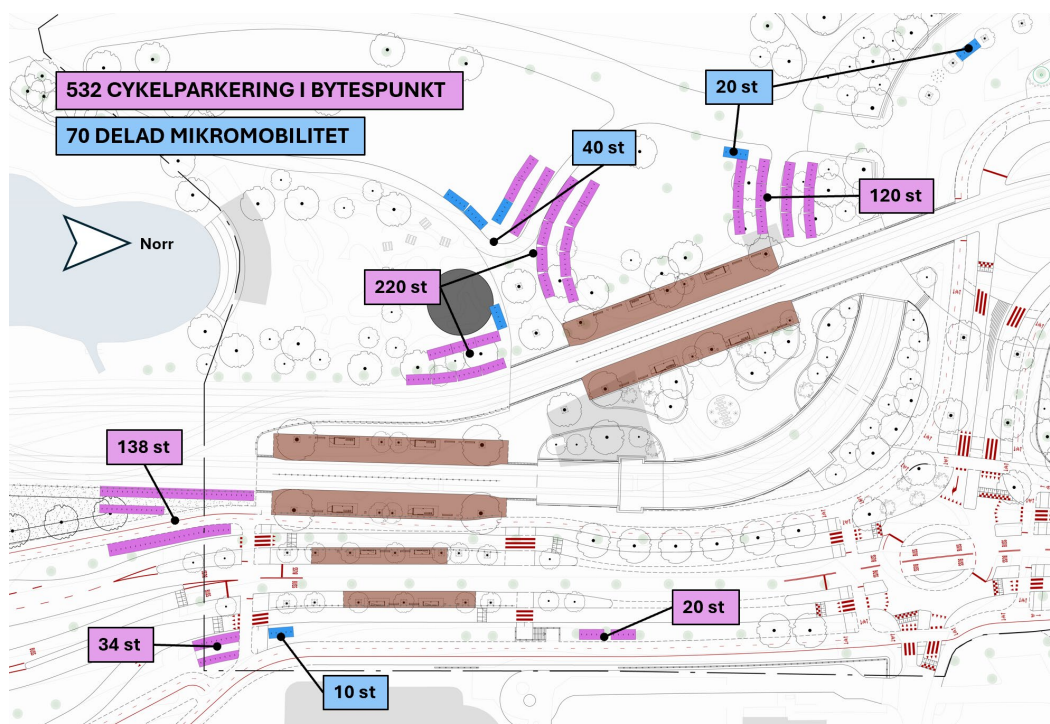 532 CYKELPARKERING I BYTESPUNKT
70 DELAD MIKROMOBILITET
20 st
40 st
120 st
Norr
220 st
138 st
20 st
34 st
10 st